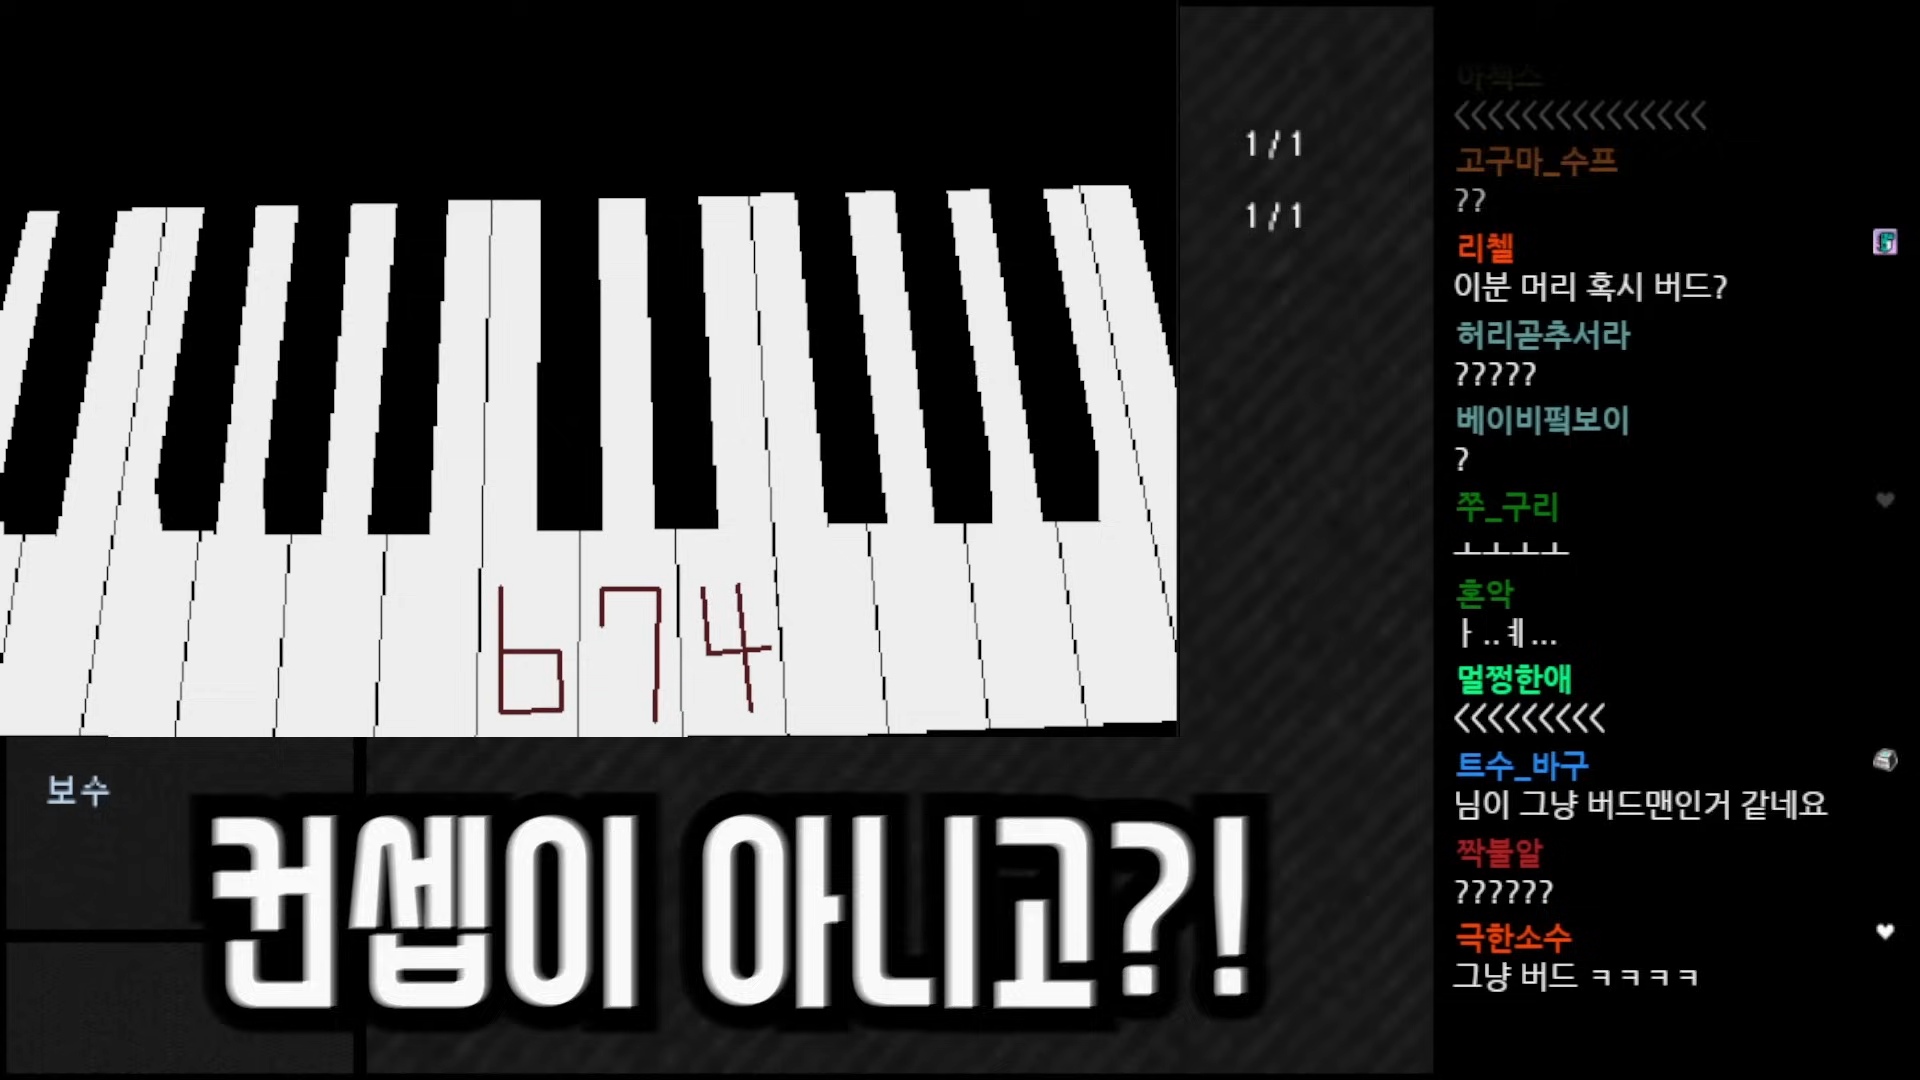 1 / 1
1 / 1
674
보수
컨셉이 아니고?!
<<<<<<<<<<<<<<<
고구마_수프
??
리첼
이분 머리 혹시 버드?
허리곧추서라
?????
베이비펔보이
?
쭈_구리
ㅗㅗㅗㅗ
혼악
ㅏ..ㅖ...
멀쩡한애
<<<<<<<<<
트수_바구
님이 그냥 버드맨인거 같네요
짝불알
??????
극한소수
그냥 버드 ㅋㅋㅋㅋ